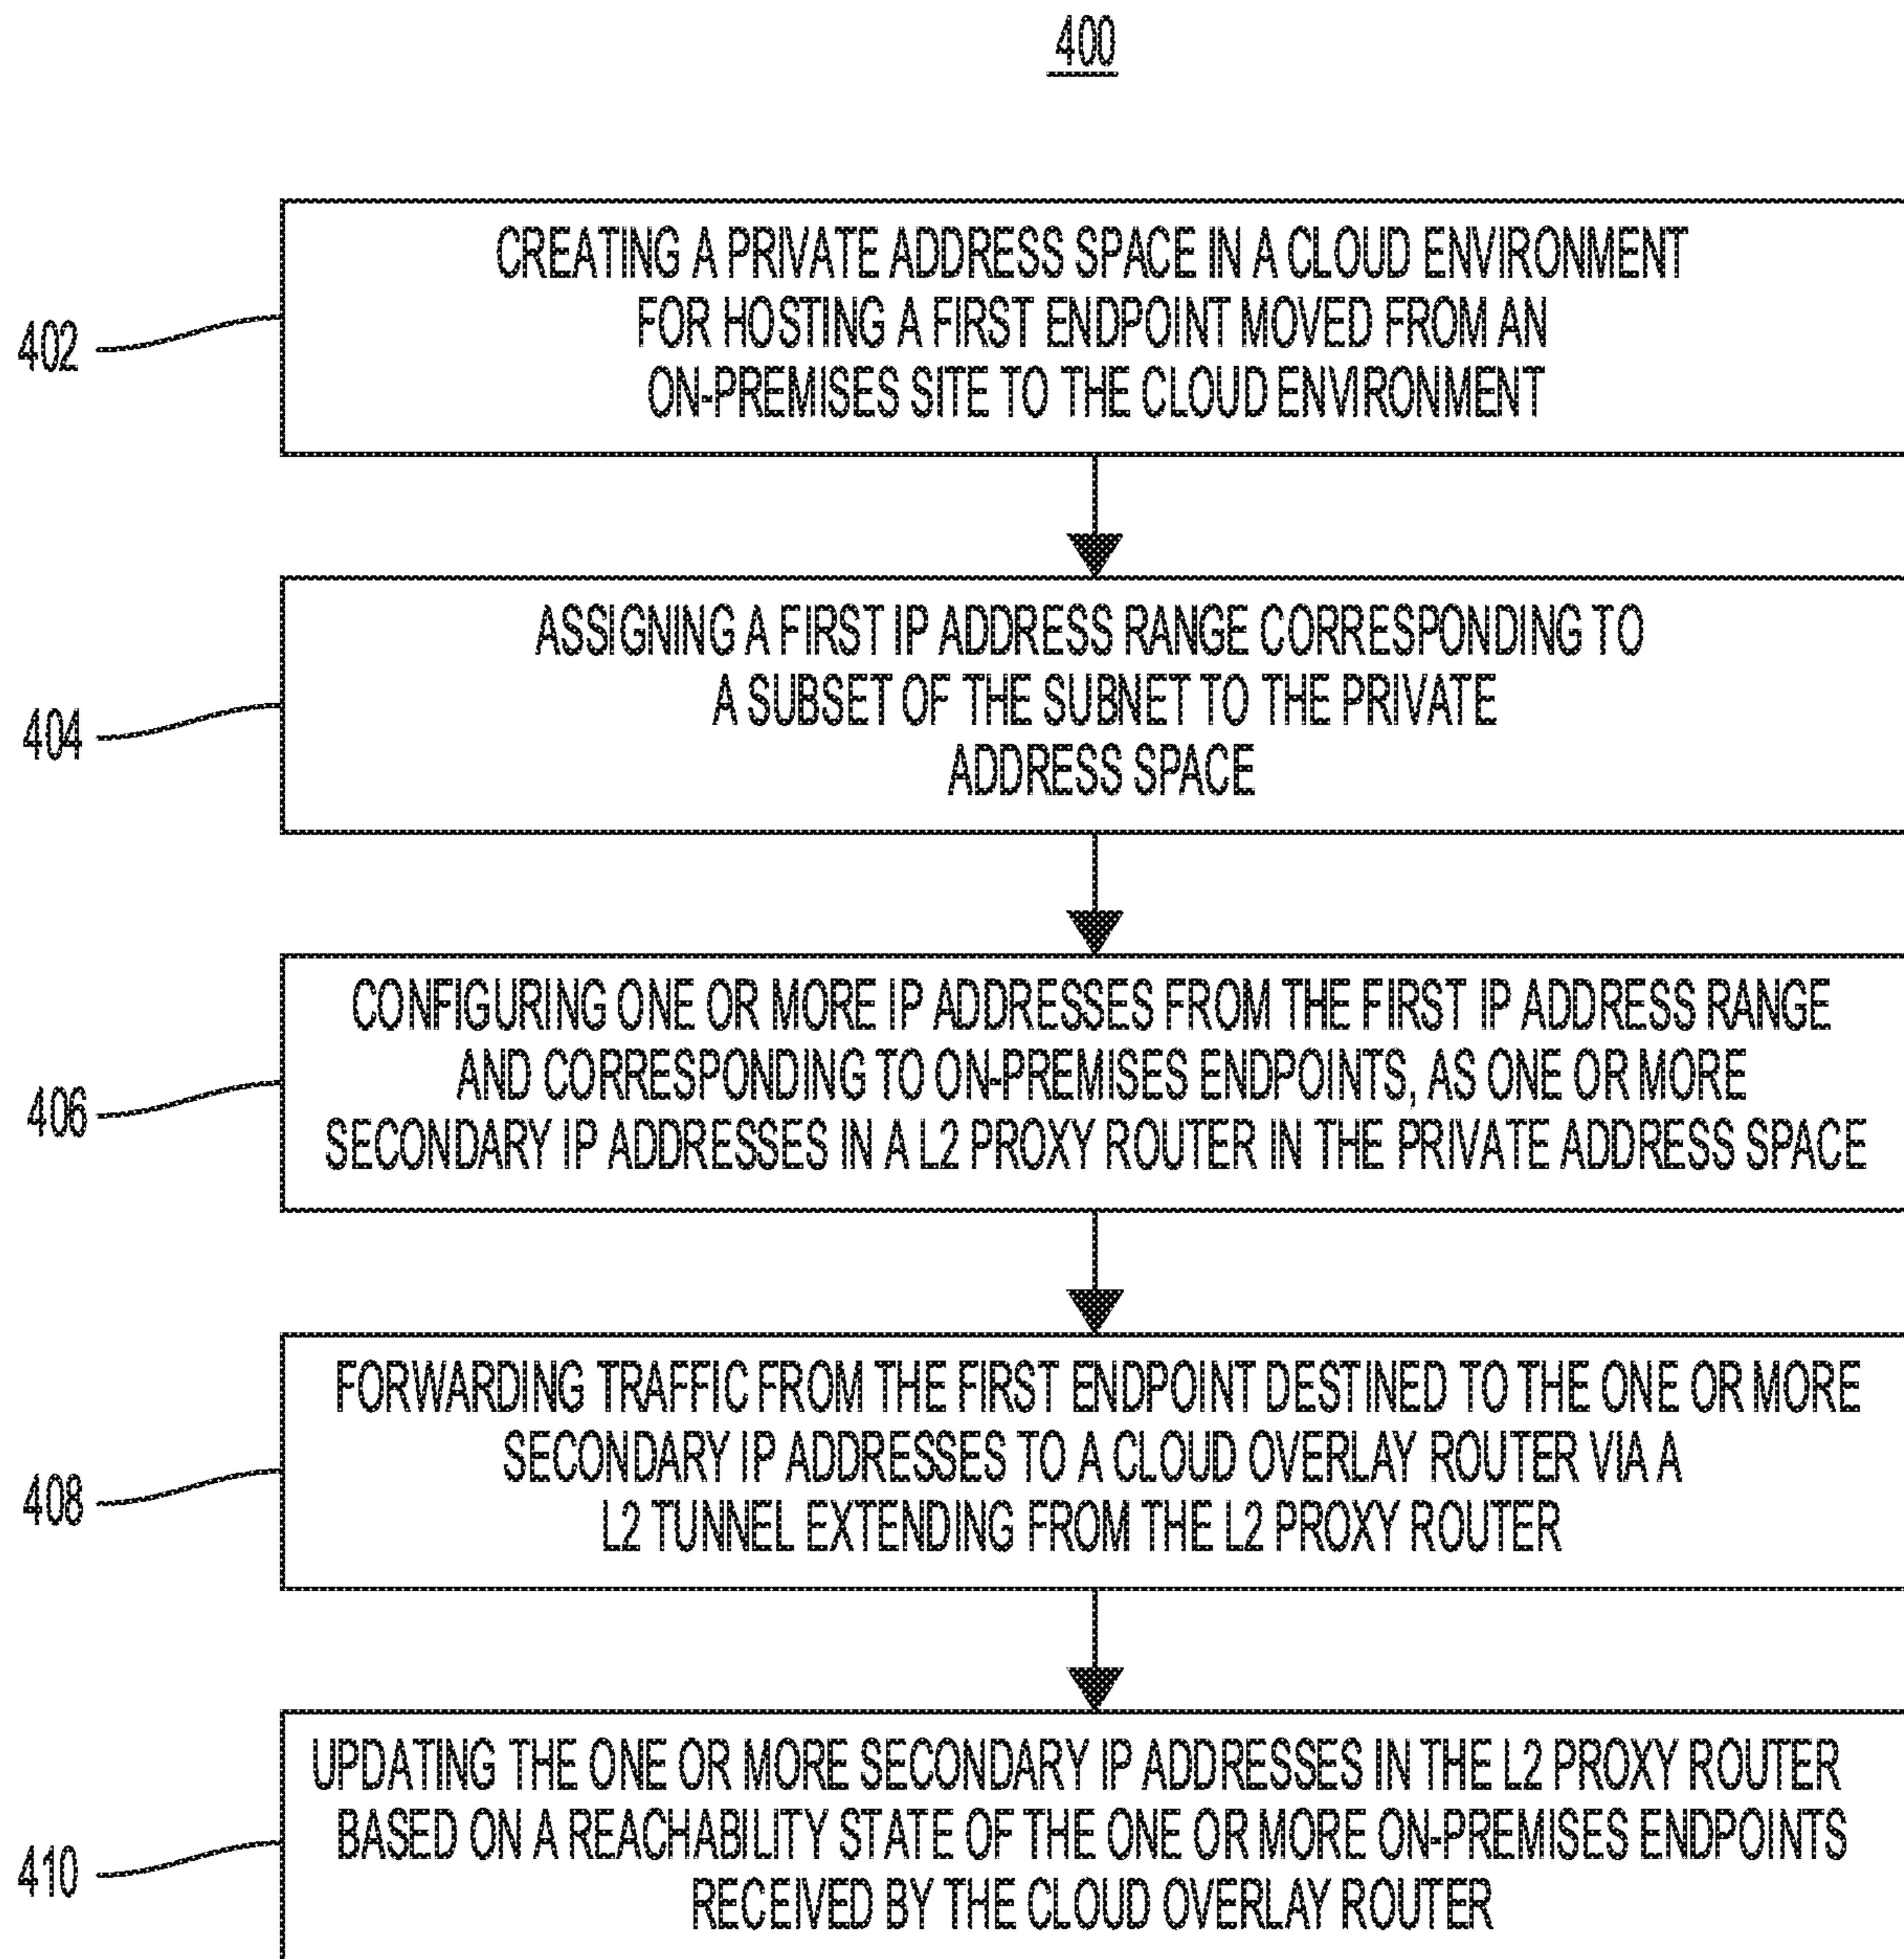 400
CREATING A PRIVATE ADDRESS SPACE IN A CLOUD ENVIRONMENT
FOR HOSTING A FIRST ENDPOINT MOVED FROM AN
ON-PREMISES SITE TO THE CLOUD ENVIRONMENT
402
ASSIGNING A FIRST IP ADDRESS RANGE CORRESPONDING TO
A SUBSET OF THE SUBNET TO THE PRIVATE
ADDRESS SPACE
404
CONFIGURING ONE OR MORE IP ADDRESSES FROM THE FIRST IP ADDRESS RANGE
AND CORRESPONDING TO ON-PREMISES ENDPOINTS, AS ONE OR MORE
SECONDARY IP ADDRESSES IN A L2 PROXY ROUTER IN THE PRIVATE ADDRESS SPACE
406
FORWARDING TRAFFIC FROM THE FIRST ENDPOINT DESTINED TO THE ONE OR MORE
SECONDARY IP ADDRESSES TO A CLOUD OVERLAY ROUTER VIA A
L2 TUNNEL EXTENDING FROM THE L2 PROXY ROUTER
408
UPDATING THE ONE OR MORE SECONDARY IP ADDRESSES IN THE L2 PROXY ROUTER
BASED ON A REACHABILITY STATE OF THE ONE OR MORE ON-PREMISES ENDPOINTS
RECEIVED BY THE CLOUD OVERLAY ROUTER
410